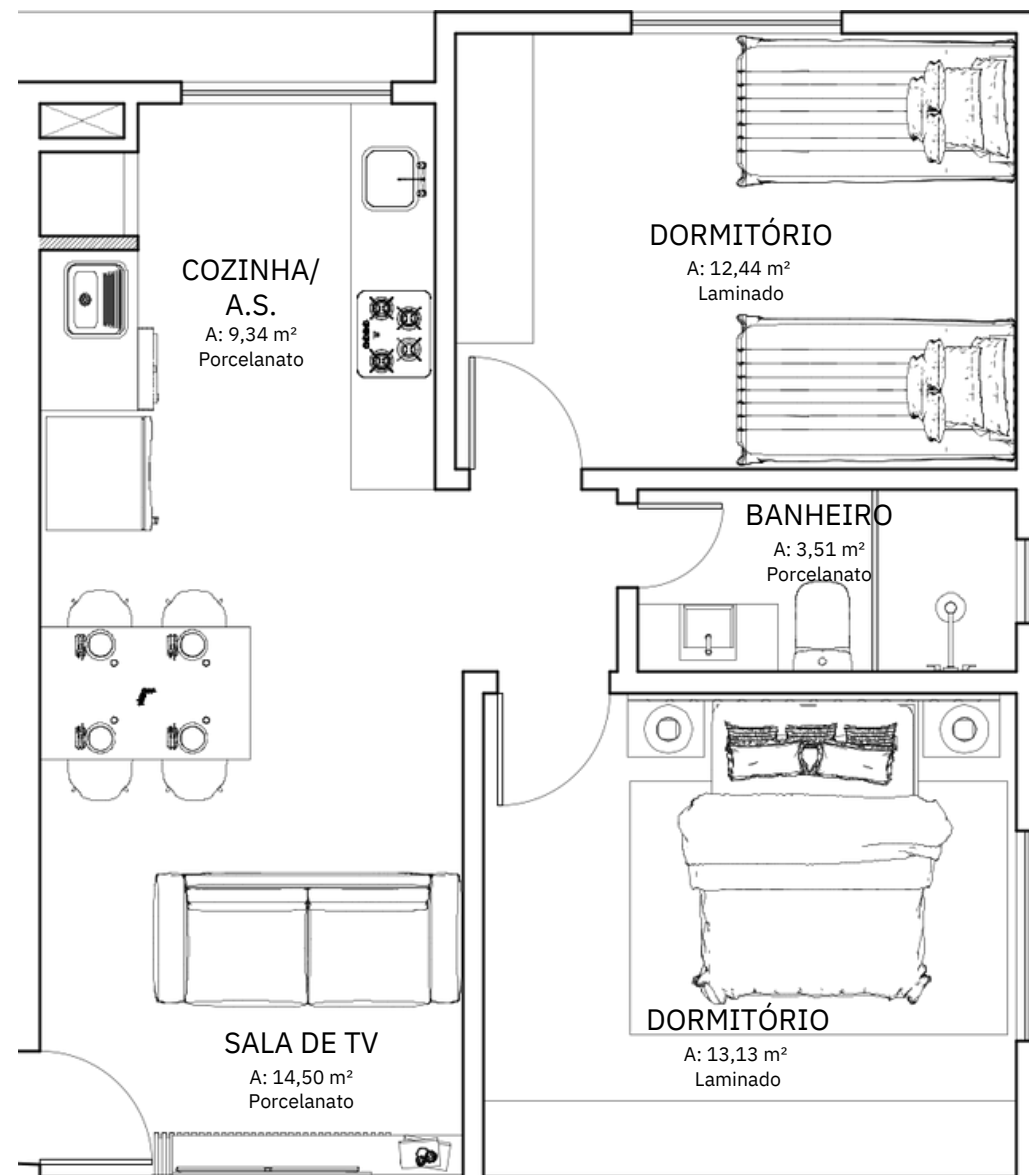 COZINHA/
A.S.
A: 9,34 m²
Porcelanato
DORMITÓRIO
A: 12,44 m²
Laminado
BANHEIRO
A: 3,51 m²
Porcelanato
SALA DE TV
A: 14,50 m²
Porcelanato
DORMITÓRIO
A: 13,13 m²
Laminado